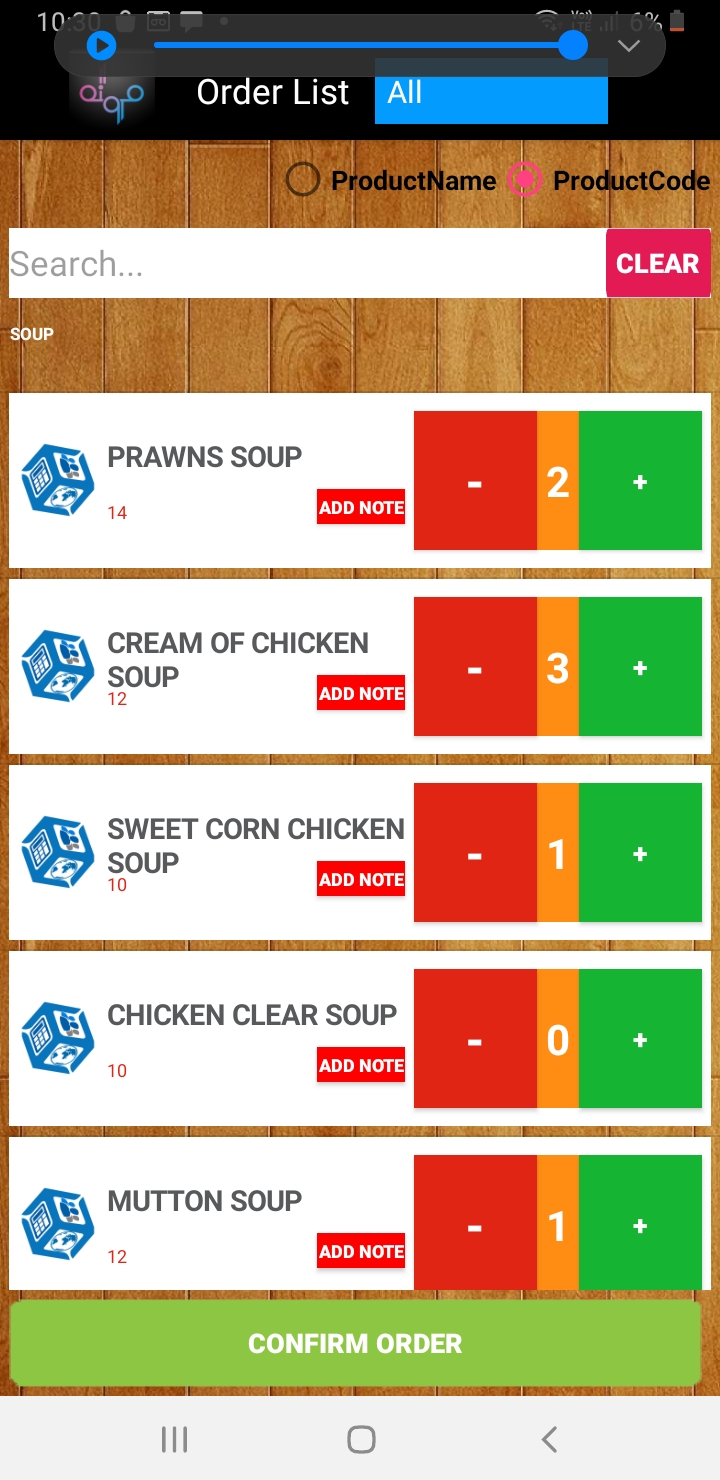 10:30
Vo))
LTE
6%
Order List
All
ProductName
ProductCode
Search...
CLEAR
SOUP
PRAWNS SOUP
14
ADD NOTE
-
2
+
CREAM OF CHICKEN
SOUP
12
ADD NOTE
-
3
+
SWEET CORN CHICKEN
SOUP
10
ADD NOTE
-
1
+
CHICKEN CLEAR SOUP
10
ADD NOTE
-
0
+
MUTTON SOUP
12
ADD NOTE
-
1
+
CONFIRM ORDER